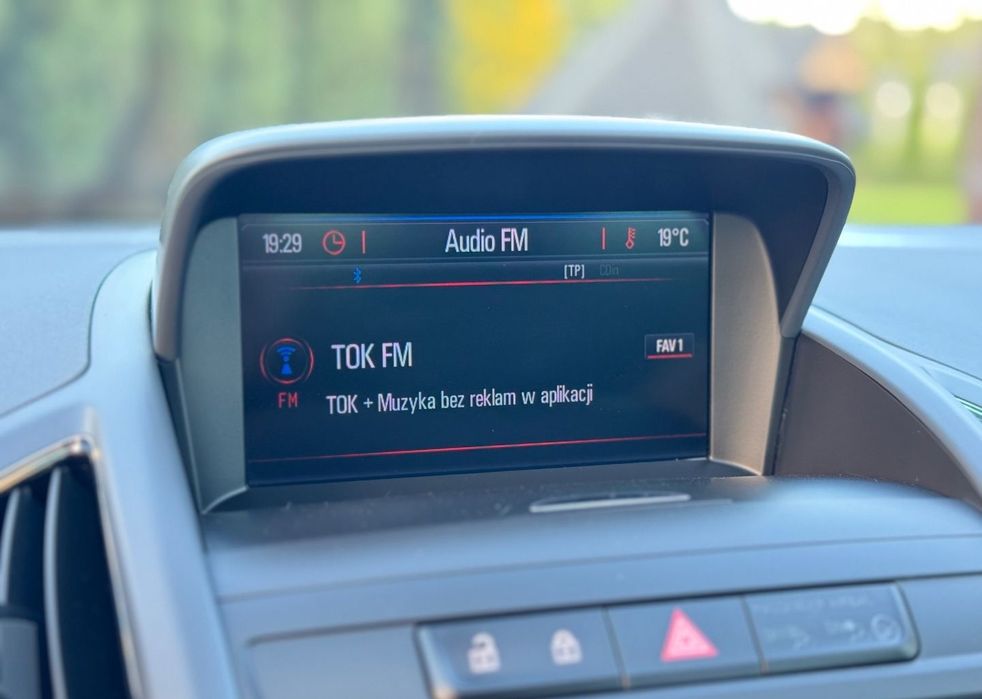 19:29 Audio FM 19°C
[TP] CDin
TOK FM FAV 1
FM
TOK + Muzyka bez reklam w aplikacji